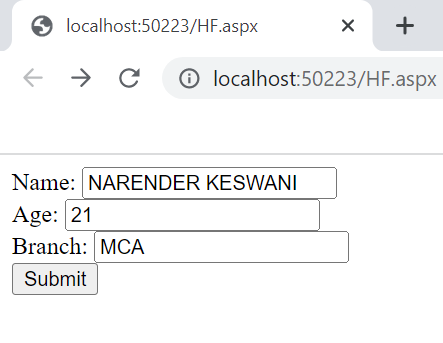 localhost:50223/HF.aspx
localhost:50223/HF.aspx
Name: NARENDER KESWANI
Age: 21
Branch: MCA
Submit